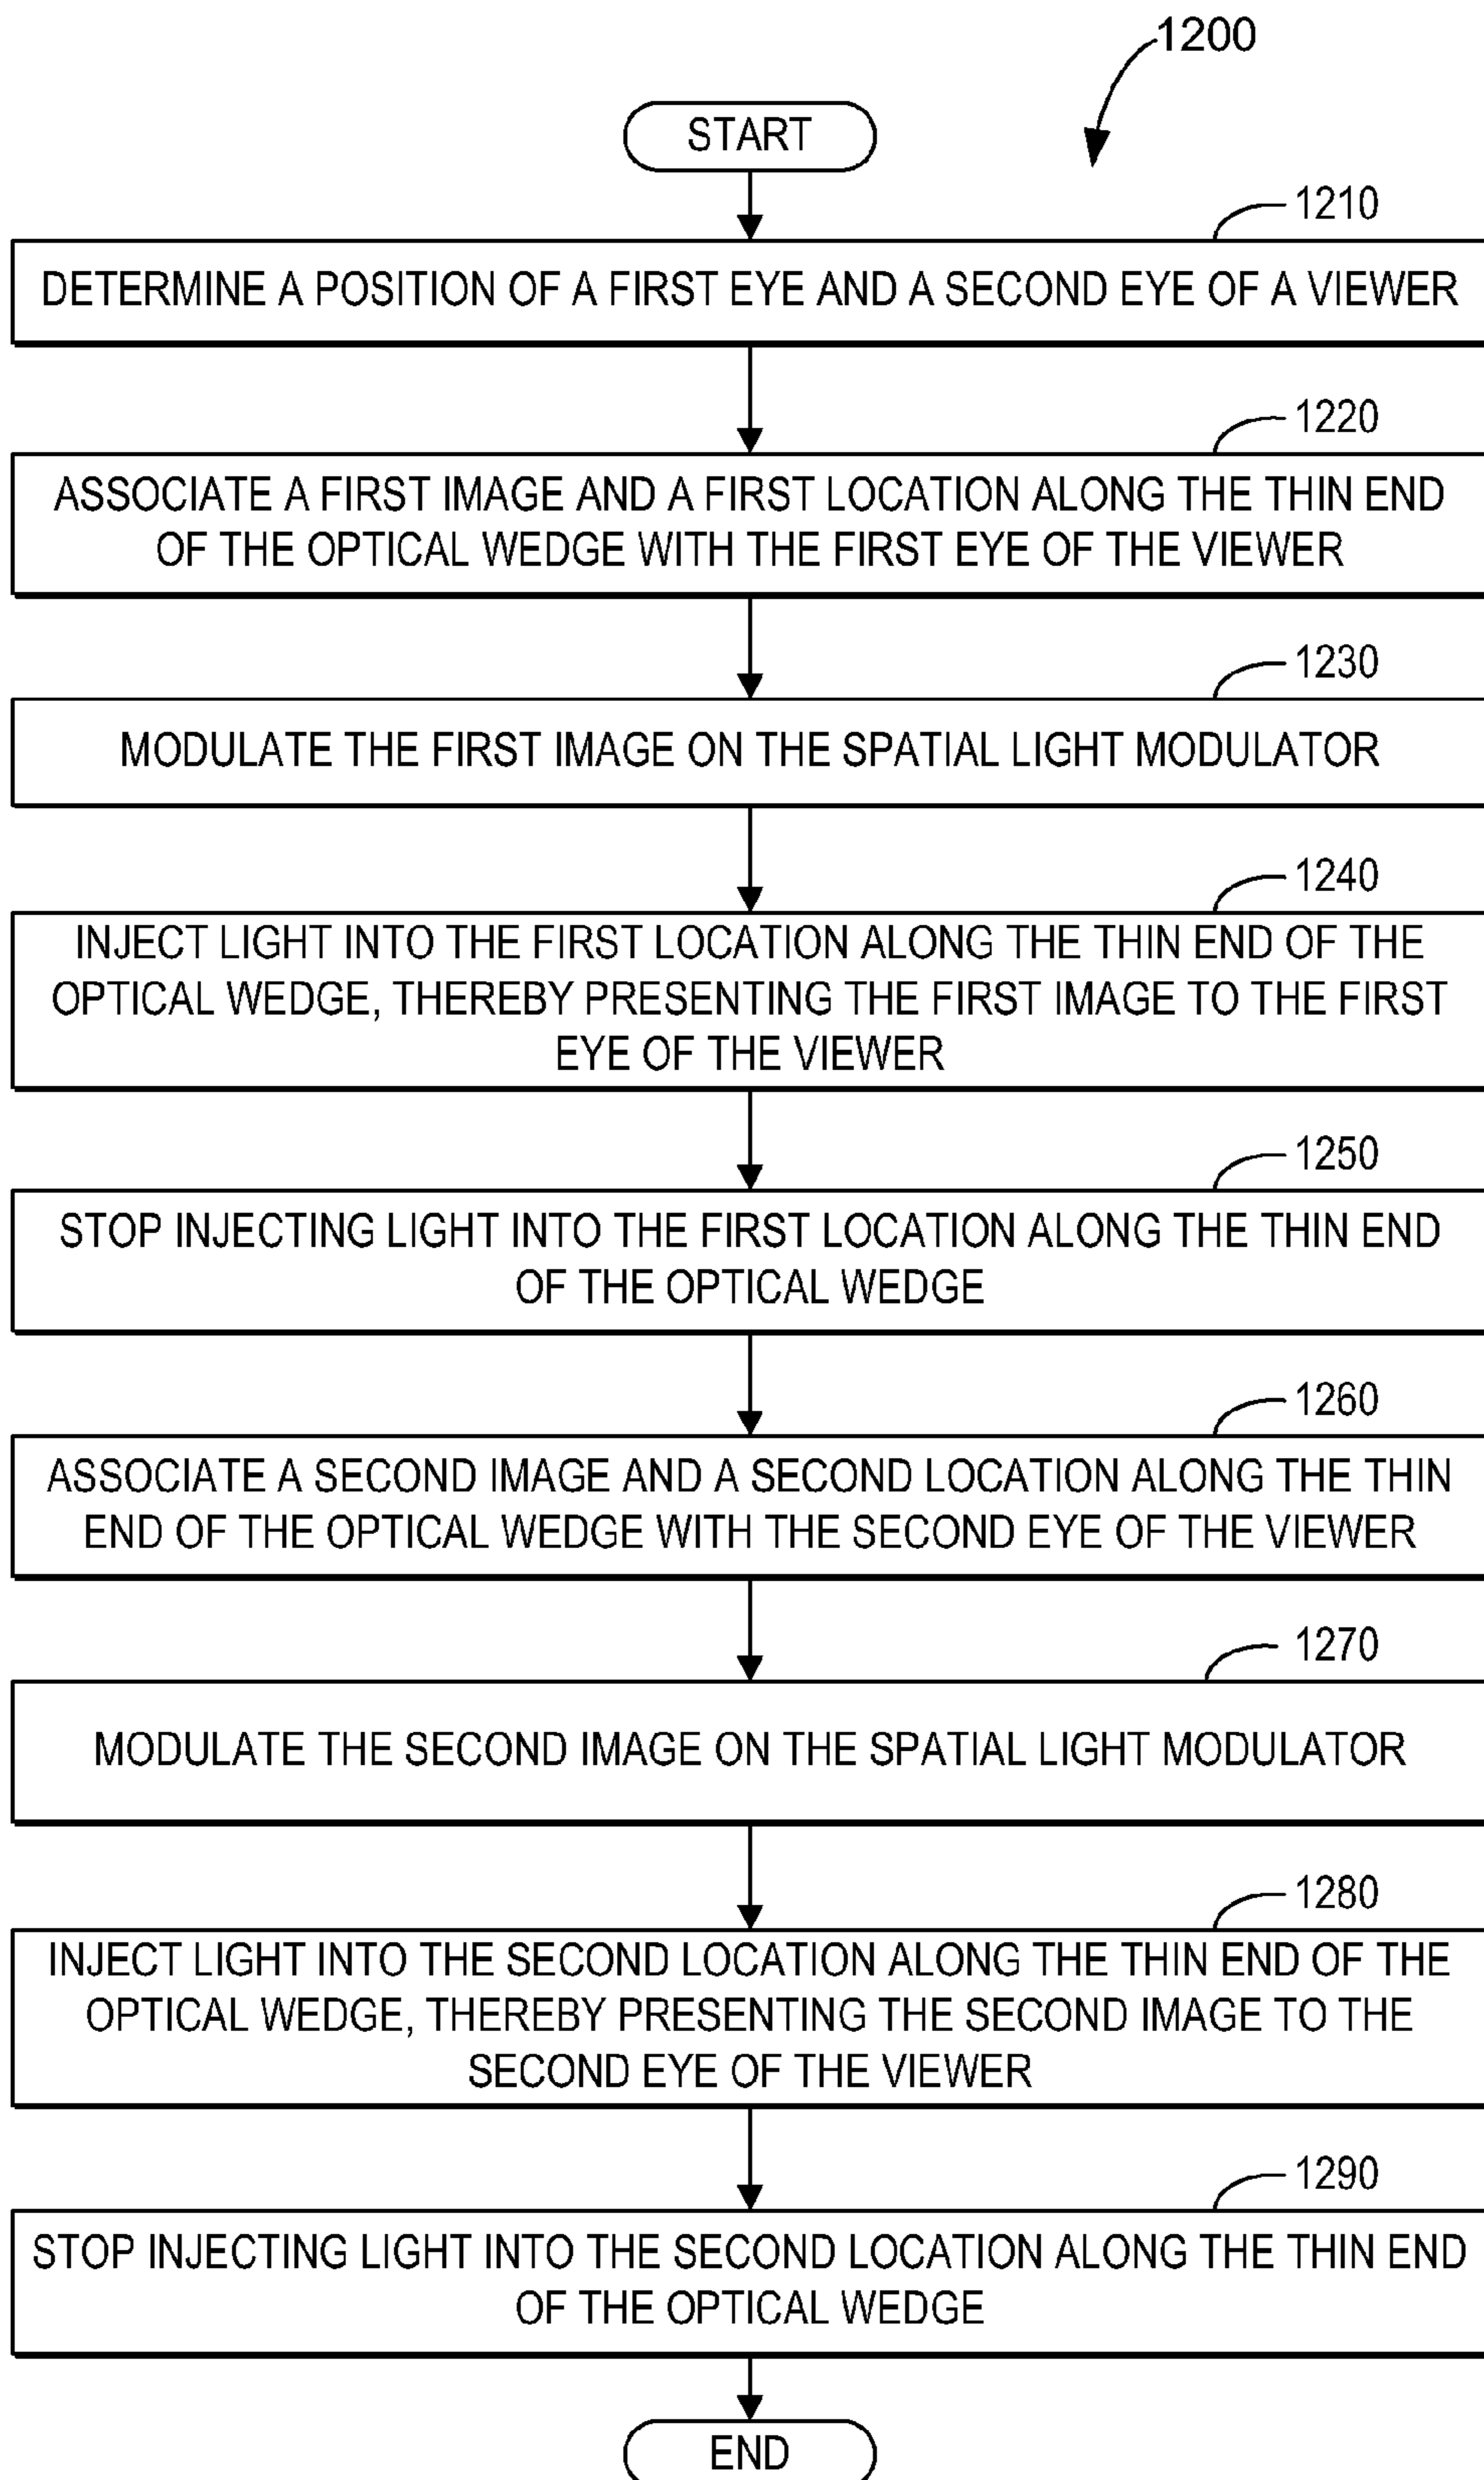 1200
START
1210
DETERMINE A POSITION OF A FIRST EYE AND A SECOND EYE OF A VIEWER
1220
ASSOCIATE A FIRST IMAGE AND A FIRST LOCATION ALONG THE THIN END
OF THE OPTICAL WEDGE WITH THE FIRST EYE OF THE VIEWER
1230
MODULATE THE FIRST IMAGE ON THE SPATIAL LIGHT MODULATOR
1240
INJECT LIGHT INTO THE FIRST LOCATION ALONG THE THIN END OF THE
OPTICAL WEDGE, THEREBY PRESENTING THE FIRST IMAGE TO THE FIRST
EYE OF THE VIEWER
1250
STOP INJECTING LIGHT INTO THE FIRST LOCATION ALONG THE THIN END
OF THE OPTICAL WEDGE
1260
ASSOCIATE A SECOND IMAGE AND A SECOND LOCATION ALONG THE THIN
END OF THE OPTICAL WEDGE WITH THE SECOND EYE OF THE VIEWER
1270
MODULATE THE SECOND IMAGE ON THE SPATIAL LIGHT MODULATOR
1280
INJECT LIGHT INTO THE SECOND LOCATION ALONG THE THIN END OF THE
OPTICAL WEDGE, THEREBY PRESENTING THE SECOND IMAGE TO THE
SECOND EYE OF THE VIEWER
1290
STOP INJECTING LIGHT INTO THE SECOND LOCATION ALONG THE THIN END
OF THE OPTICAL WEDGE
END